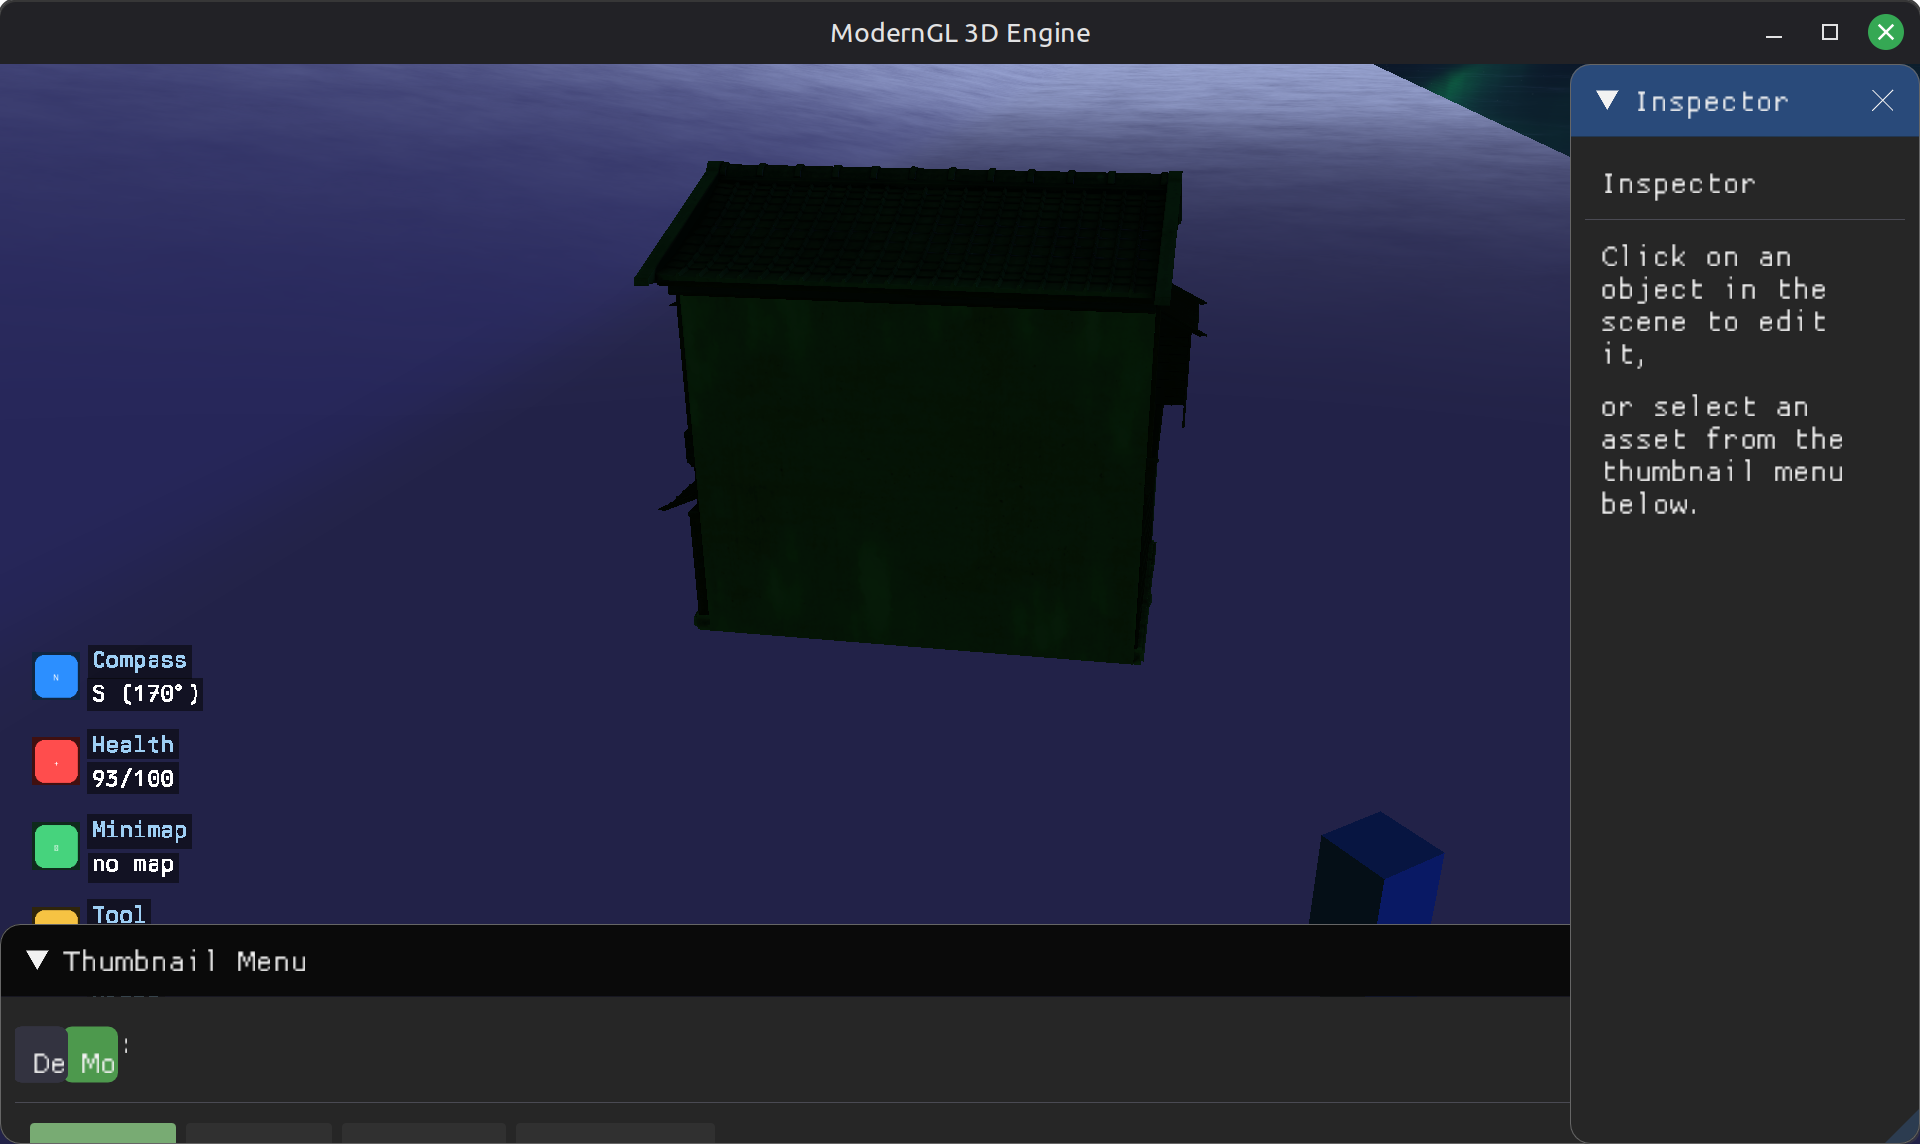 ModernGL 3D Engine
Inspector
Inspector
Click on an
object in the
scene to edit
it,
or select an
asset from the
thumbnail menu
below.
N
Compass
S (170°)
+
Health
93/100
Minimap
no map
Tool
Thumbnail Menu
De
Mo
: